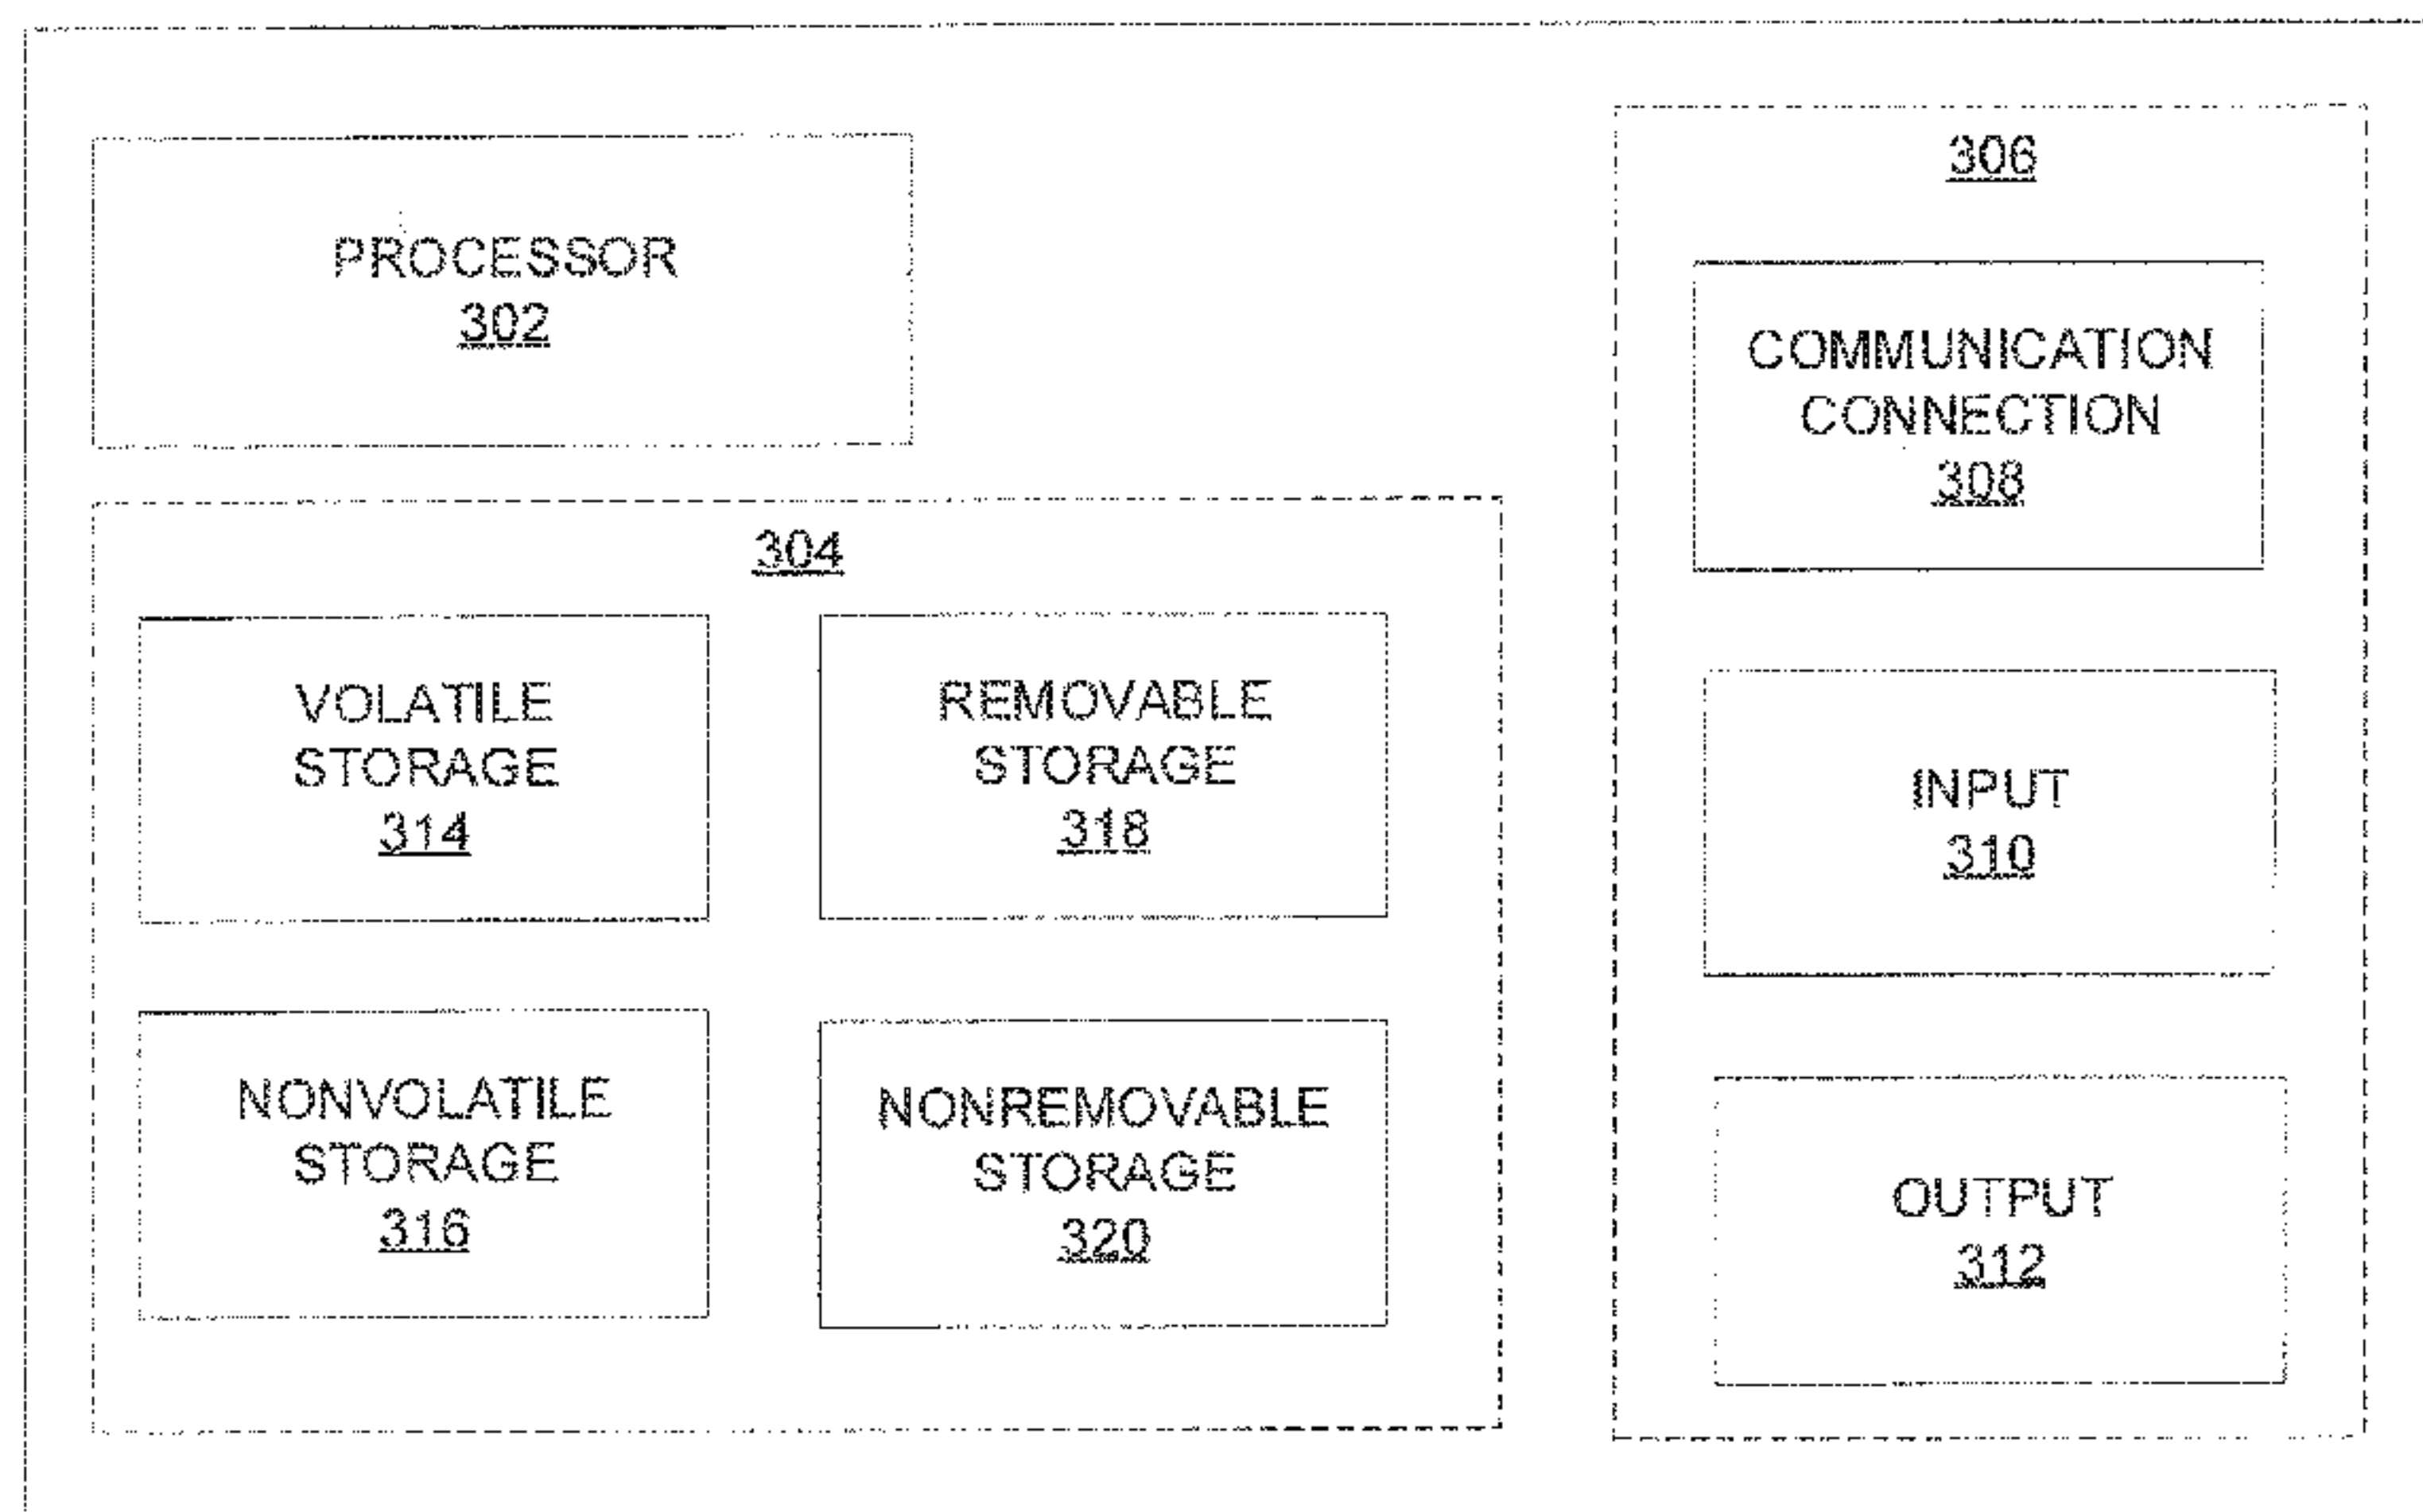 PROCESSOR
302
304
VOLATILE
STORAGE
314
REMOVABLE
STORAGE
318
NONVOLATILE
STORAGE
316
NONREMOVABLE
STORAGE
320
306
COMMUNICATION
CONNECTION
308
INPUT
310
OUTPUT
312